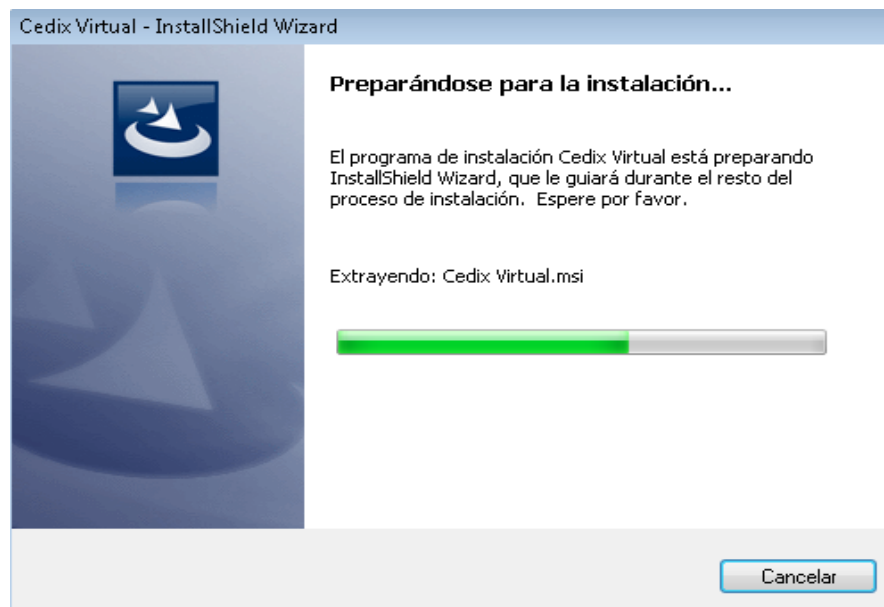 Cedix Virtual - InstallShield Wizard
Preparándose para la instalación...
El programa de instalación Cedix Virtual está preparando
InstallShield Wizard, que le guiará durante el resto del
proceso de instalación.  Espere por favor.
Extrayendo: Cedix Virtual.msi
Cancelar